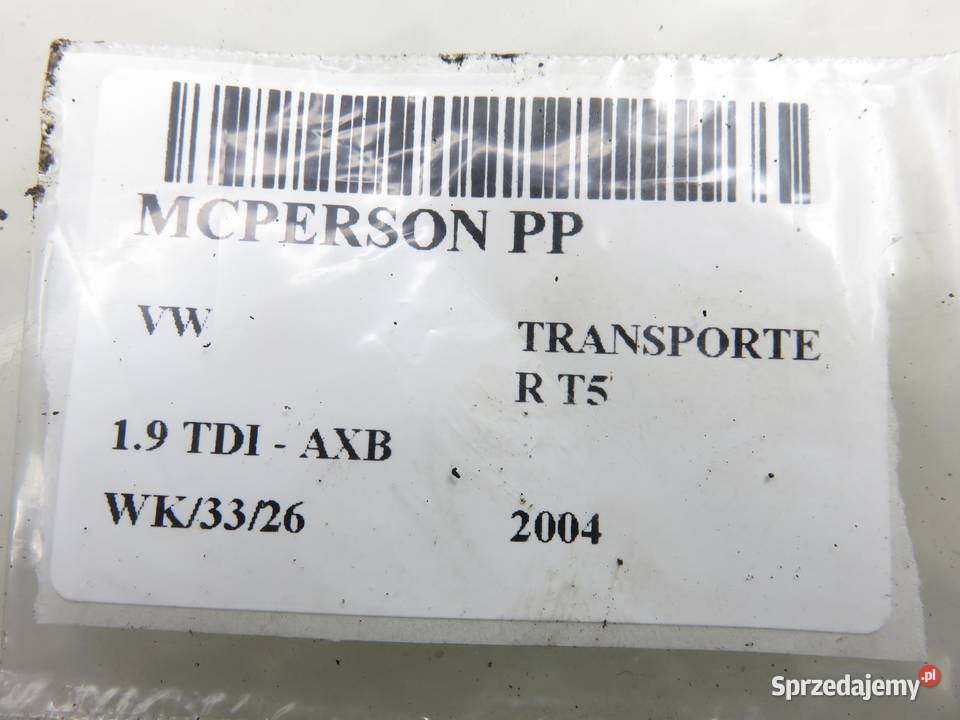 MCPERSON PP
VW
TRANSPORTE
R T5
1.9 TDI - AXB
WK/33/26
2004
Sprzedajemy.pl